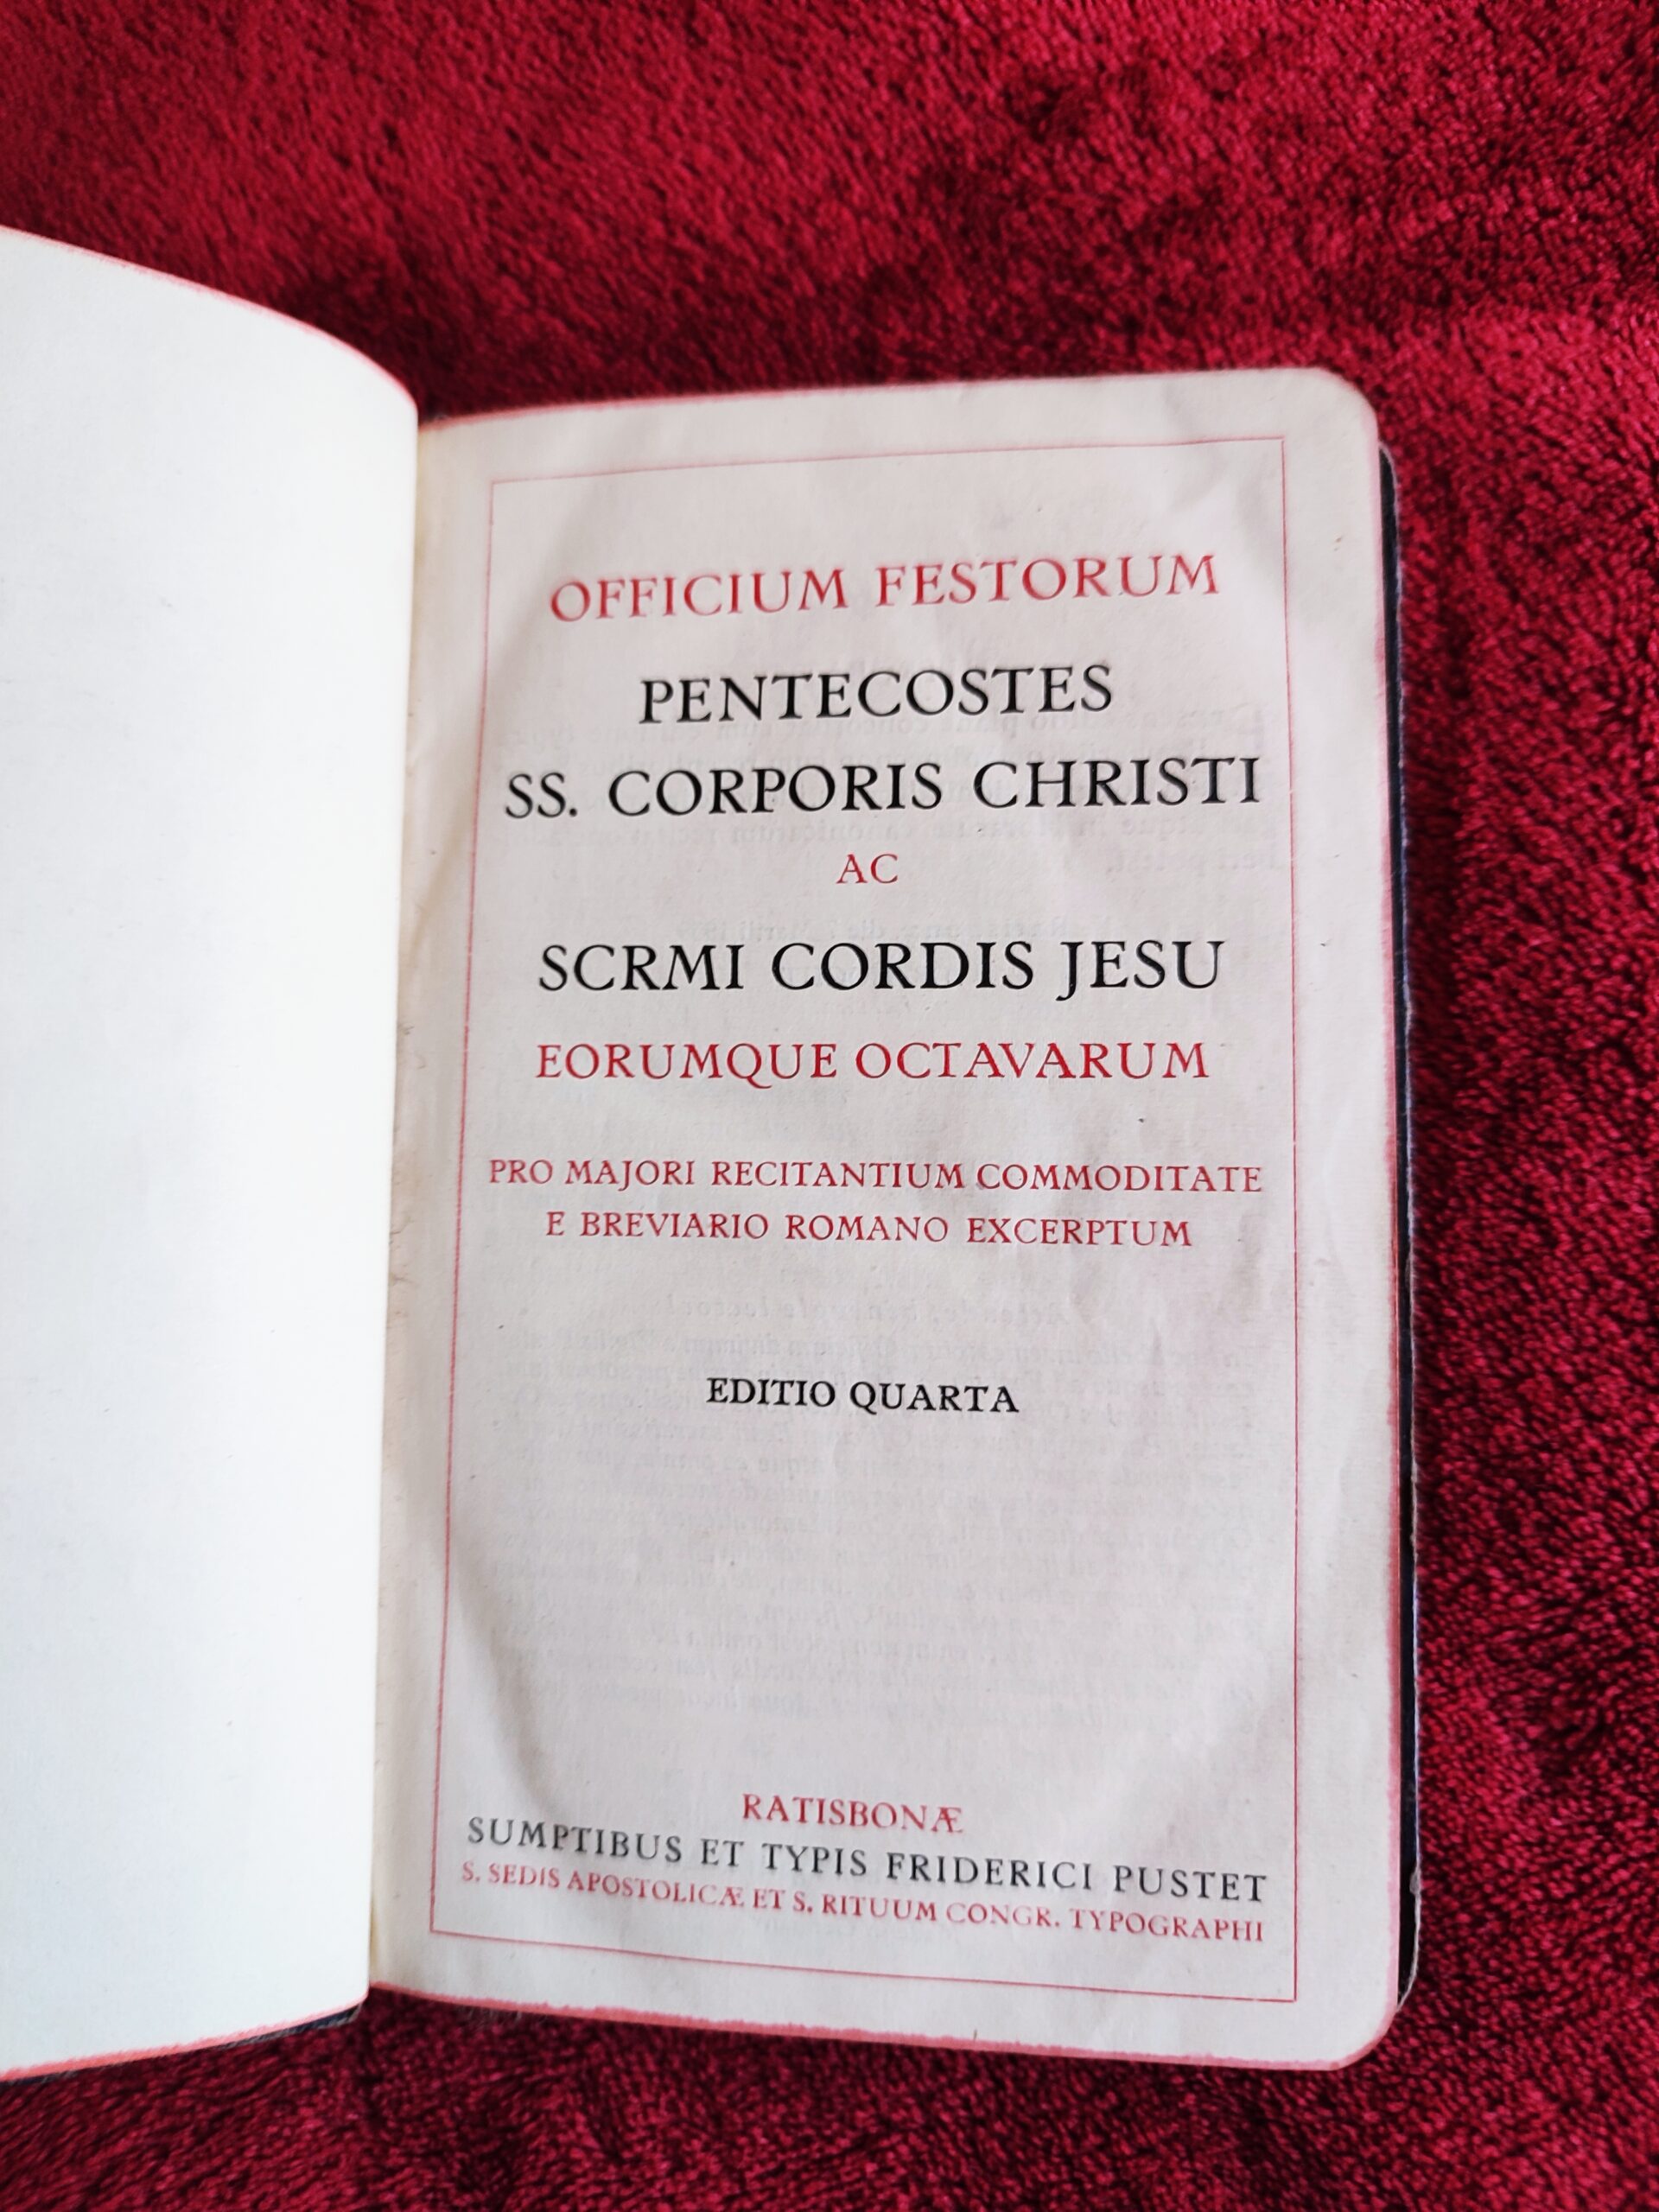 OFFICIUM FESTORUM
PENTECOSTES
SS. CORPORIS CHRISTI
AC
SCRMI CORDIS JESU
EORUMQUE OCTAVARUM
PRO MAJORI RECITANTIUM COMMODITATE
E BREVIARIO ROMANO EXCERPTUM
EDITIO QUARTA
RATISBONÆ
SUMPTIBUS ET TYPIS FRIDERICI PUSTET
S. SEDIS APOSTOLICÆ ET S. RITUUM CONGR. TYPOGRAPHI